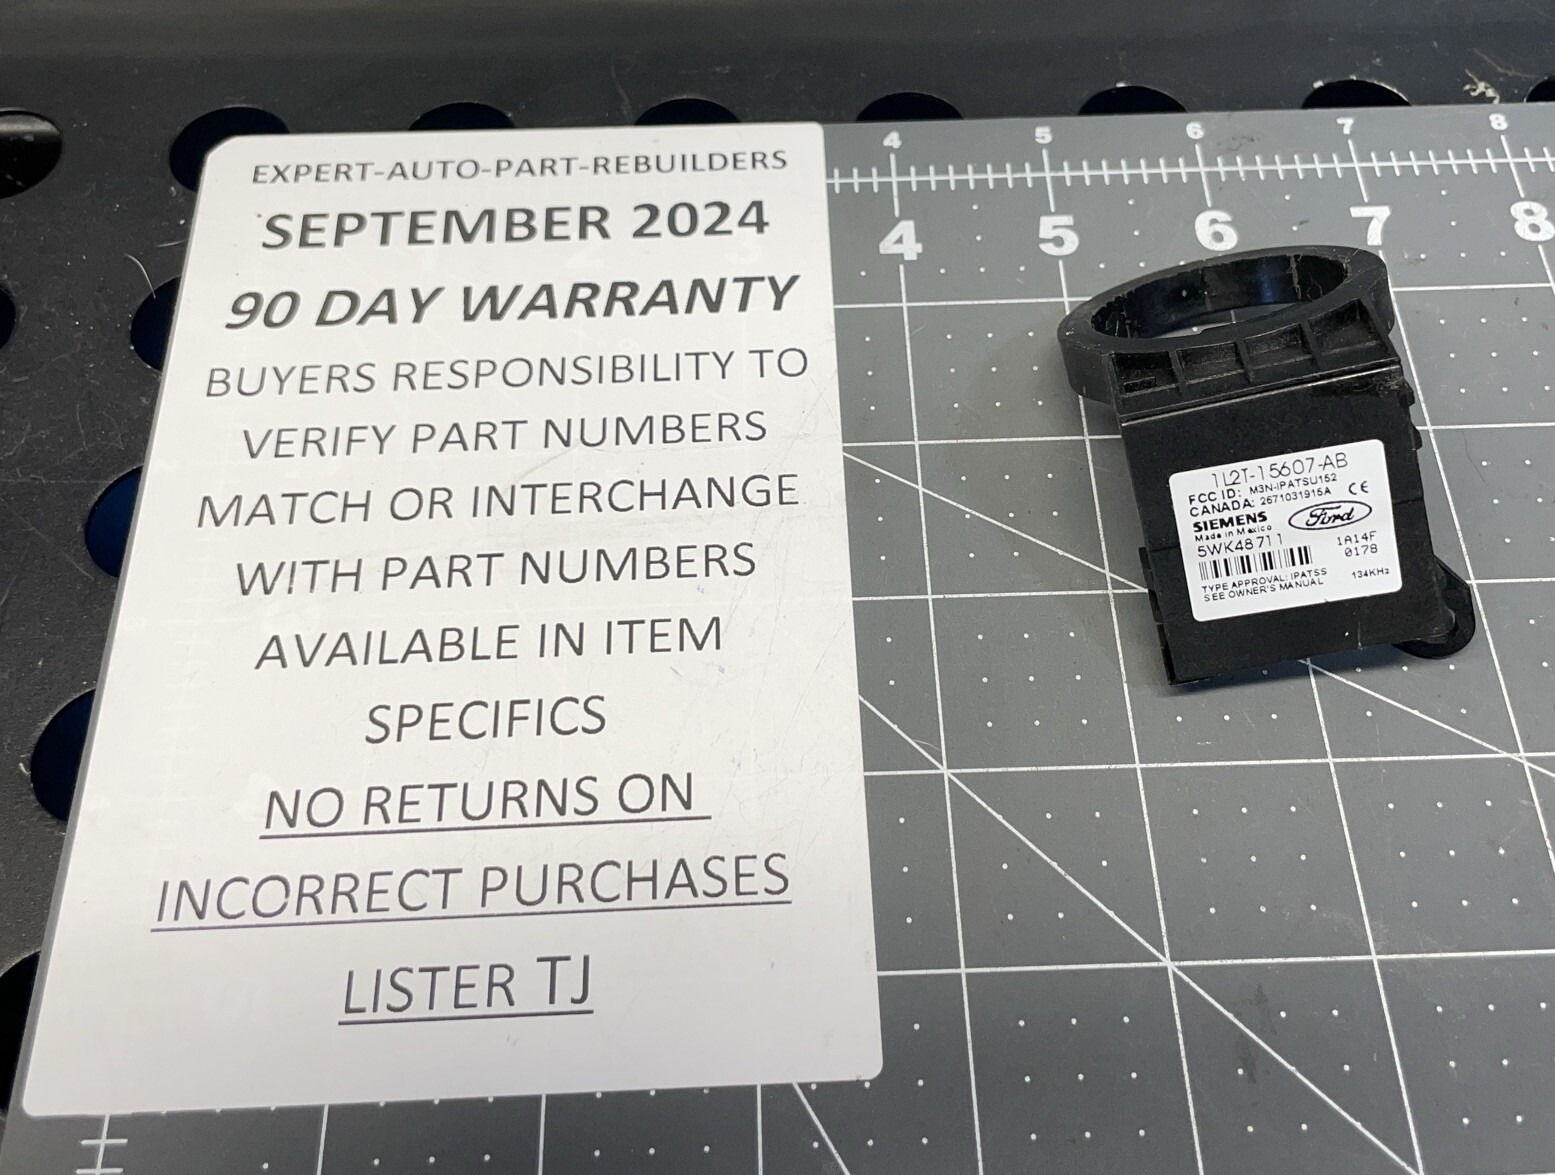 EXPERT-AUTO-PART-REBUILDERS
SEPTEMBER 2024
90 DAY WARRANTY
BUYERS RESPONSIBILITY TO
VERIFY PART NUMBERS
MATCH OR INTERCHANGE
WITH PART NUMBERS
AVAILABLE IN ITEM
SPECIFICS
NO RETURNS ON
INCORRECT PURCHASES
LISTER TJ
4 5 6 7 8
4 5 6 7 8
1L2T-15607-AB
FCC ID: M3N-IPATSU152
CANADA: 2671031915A CE
SIEMENS Ford
Made in Mexico
5WK48711
1A14F
0178
TYPE APPROVAL: IPATSS
SEE OWNER'S MANUAL
134KHz